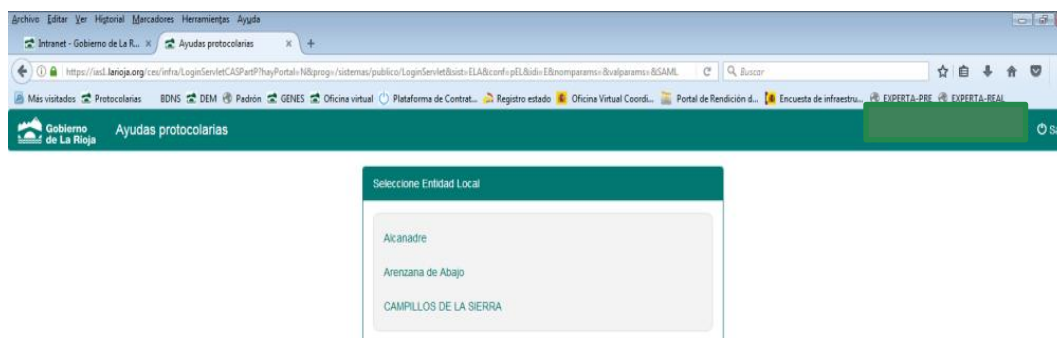 Archivo Editar Ver Historial Marcadores Herramientas Ayuda
Intranet - Gobierno de La R... × Ayudas protocolarias × +
https://ias1.larioja.org/cex/infra/LoginServletCASPartP?hayPortal=N&prog=/sistemas/publico/LoginServlet&sist=ELA&conf=pEL&idi=E&nomparams=&valparams=&SAML Buscar
Más visitados Protocolarias BDNS DEM Padrón GENES Oficina virtual Plataforma de Contrat... Registro estado Oficina Virtual Coordi... Portal de Rendición d... Encuesta de infraestru... EXPERTA-PRE EXPERTA-REAL
Gobierno de La Rioja
Ayudas protocolarias
Seleccione Entidad Local
Alcanadre
Arenzana de Abajo
CAMPILLOS DE LA SIERRA